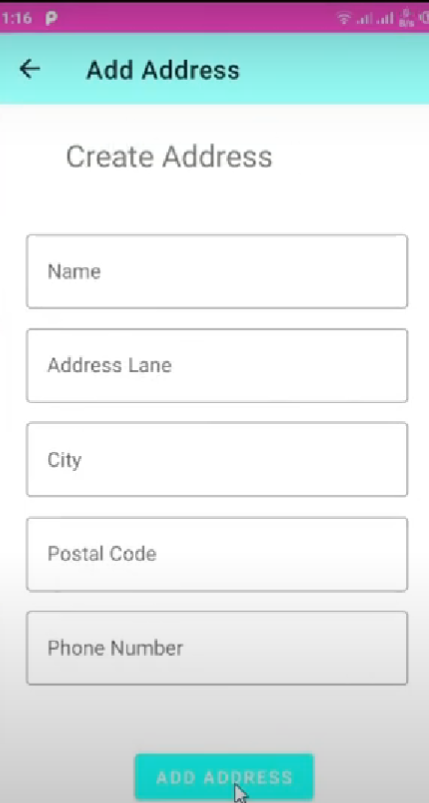 1:16
Add Address
Create Address
Name
Address Lane
City
Postal Code
Phone Number
ADD ADDRESS